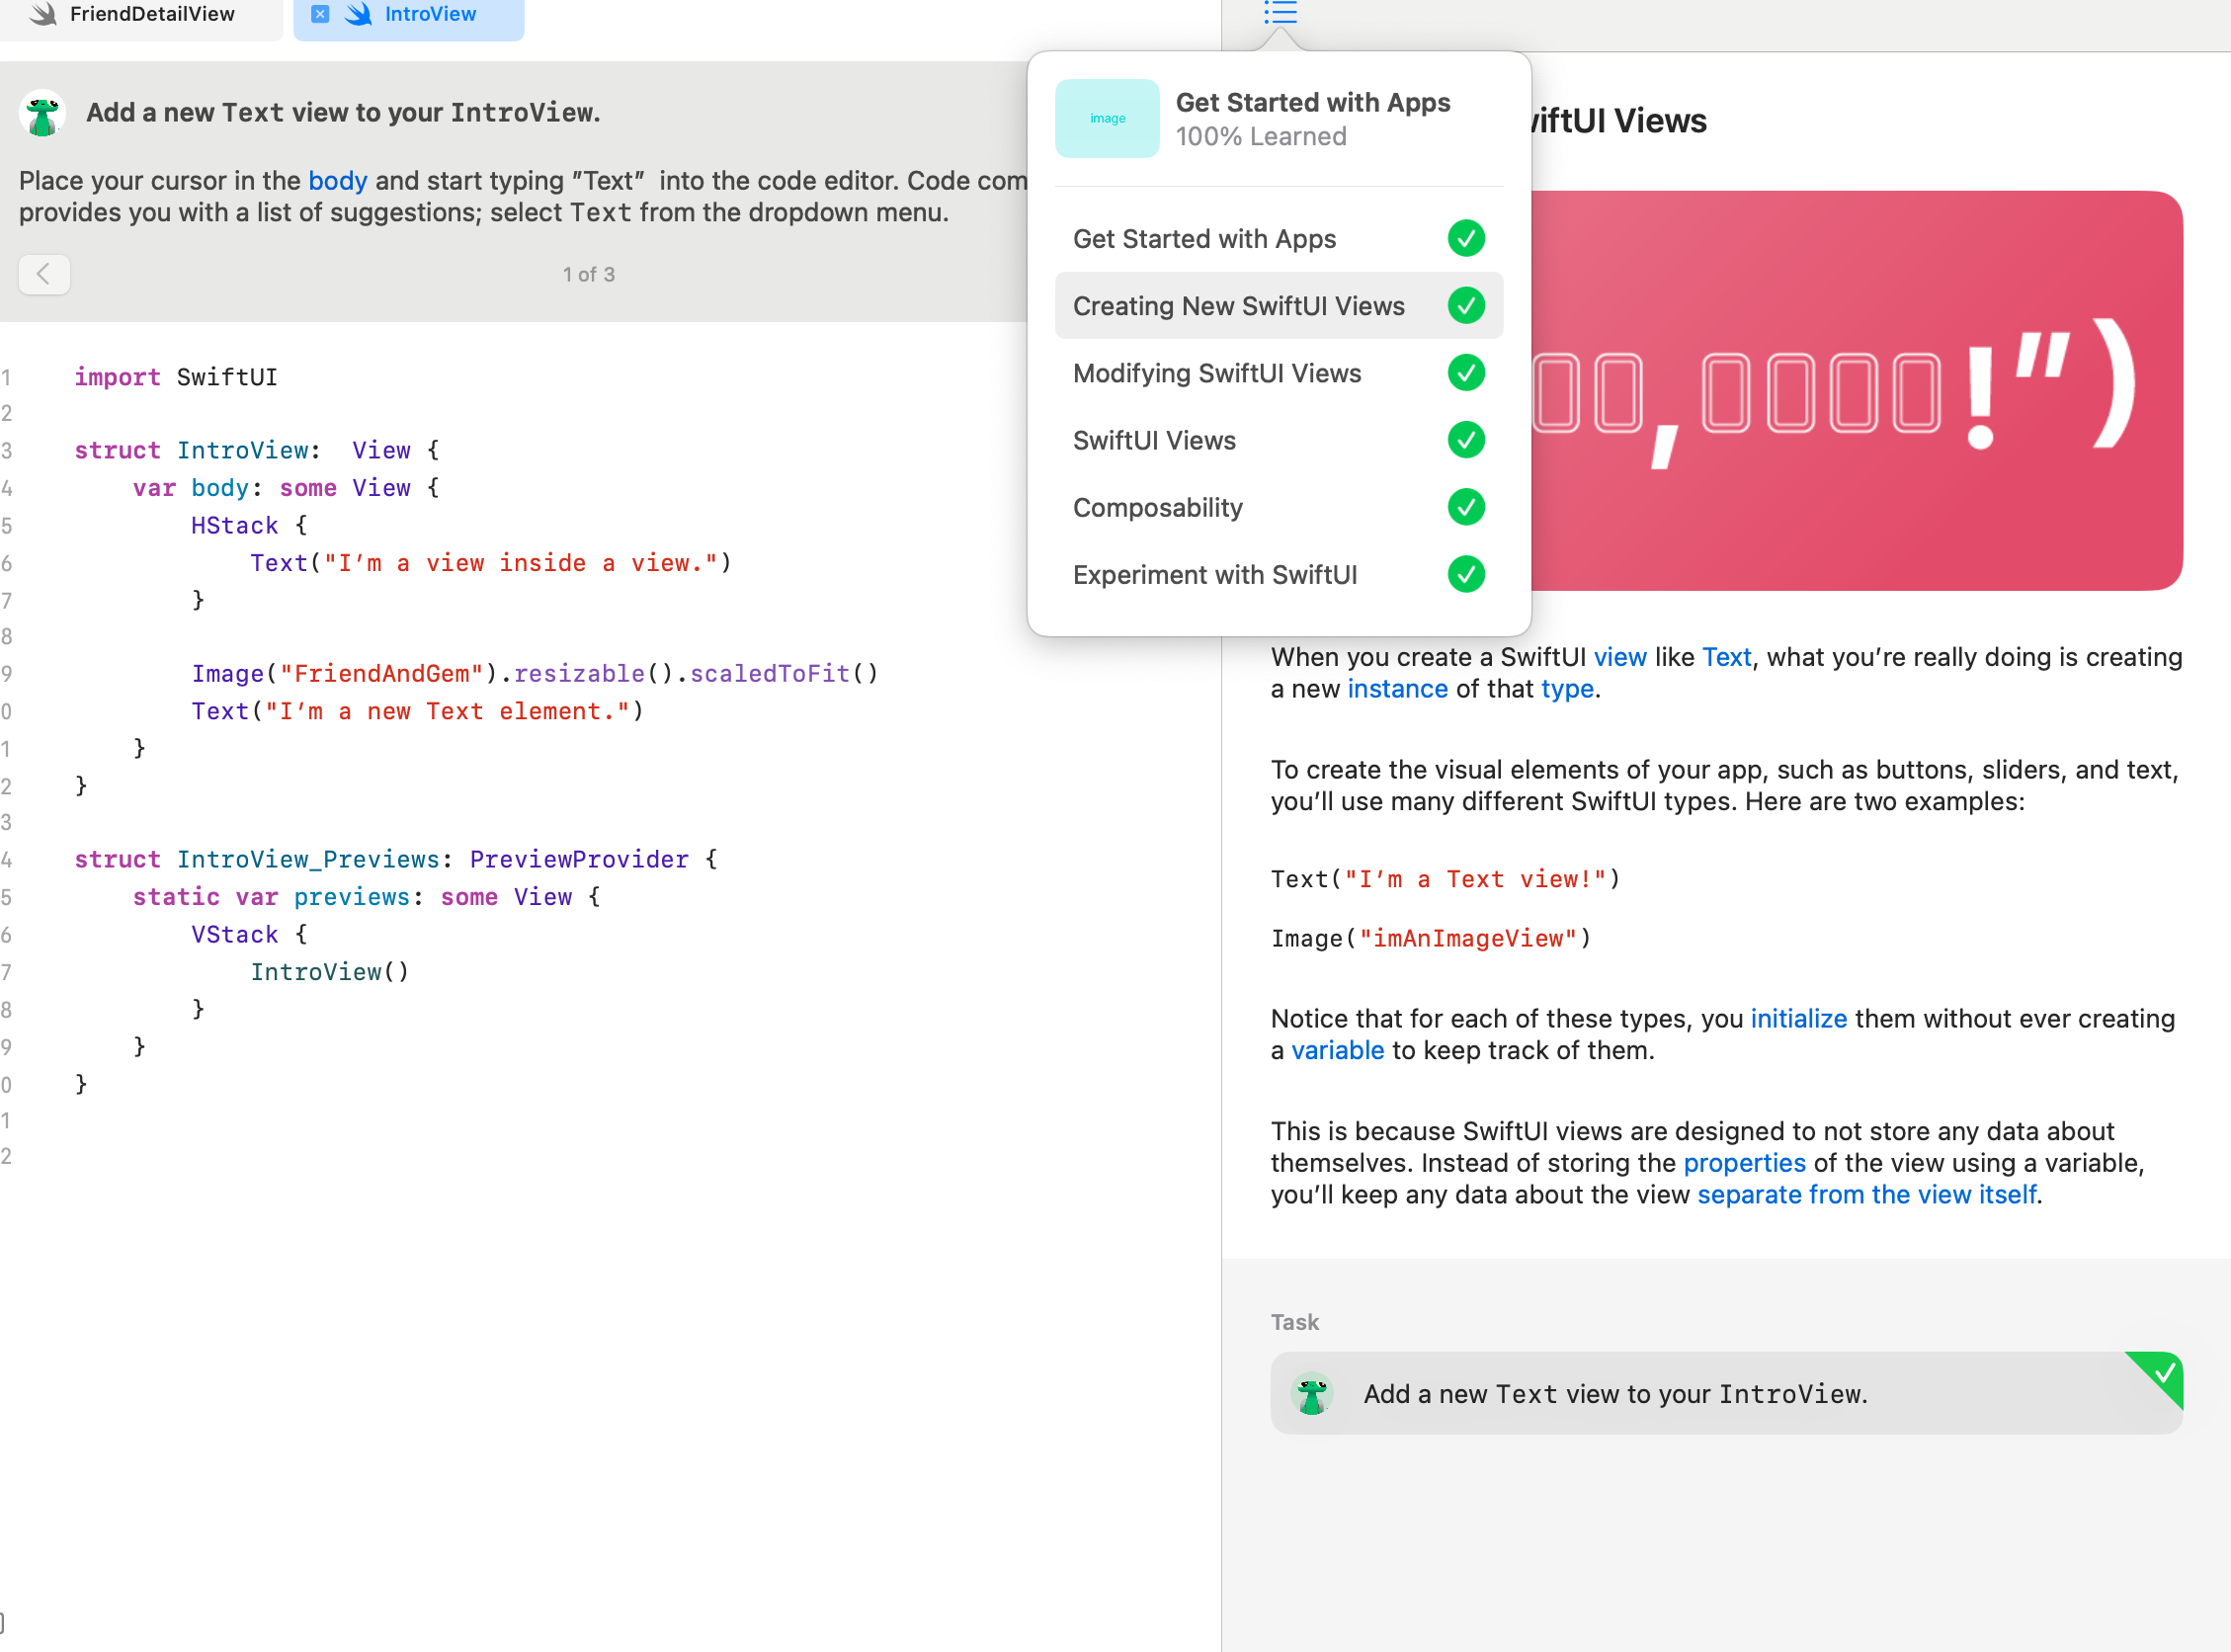 FriendDetailView
IntroView
Add a new Text view to your IntroView.
Place your cursor in the body and start typing "Text" into the code editor. Code com
provides you with a list of suggestions; select Text from the dropdown menu.
1 of 3
1 import SwiftUI
2
3 struct IntroView:  View {
4     var body: some View {
5         HStack {
6             Text("I’m a view inside a view.")
7         }
8
9         Image("FriendAndGem").resizable().scaledToFit()
0         Text("I’m a new Text element.")
1     }
2 }
3
4 struct IntroView_Previews: PreviewProvider {
5     static var previews: some View {
6         VStack {
7             IntroView()
8         }
9     }
0 }
1
2
image
Get Started with Apps
100% Learned
Get Started with Apps
Creating New SwiftUI Views
Modifying SwiftUI Views
SwiftUI Views
Composability
Experiment with SwiftUI
wiftUI Views
,!")
When you create a SwiftUI view like Text, what you’re really doing is creating
a new instance of that type.
To create the visual elements of your app, such as buttons, sliders, and text,
you’ll use many different SwiftUI types. Here are two examples:
Text("I’m a Text view!")
Image("imAnImageView")
Notice that for each of these types, you initialize them without ever creating
a variable to keep track of them.
This is because SwiftUI views are designed to not store any data about
themselves. Instead of storing the properties of the view using a variable,
you’ll keep any data about the view separate from the view itself.
Task
Add a new Text view to your IntroView.